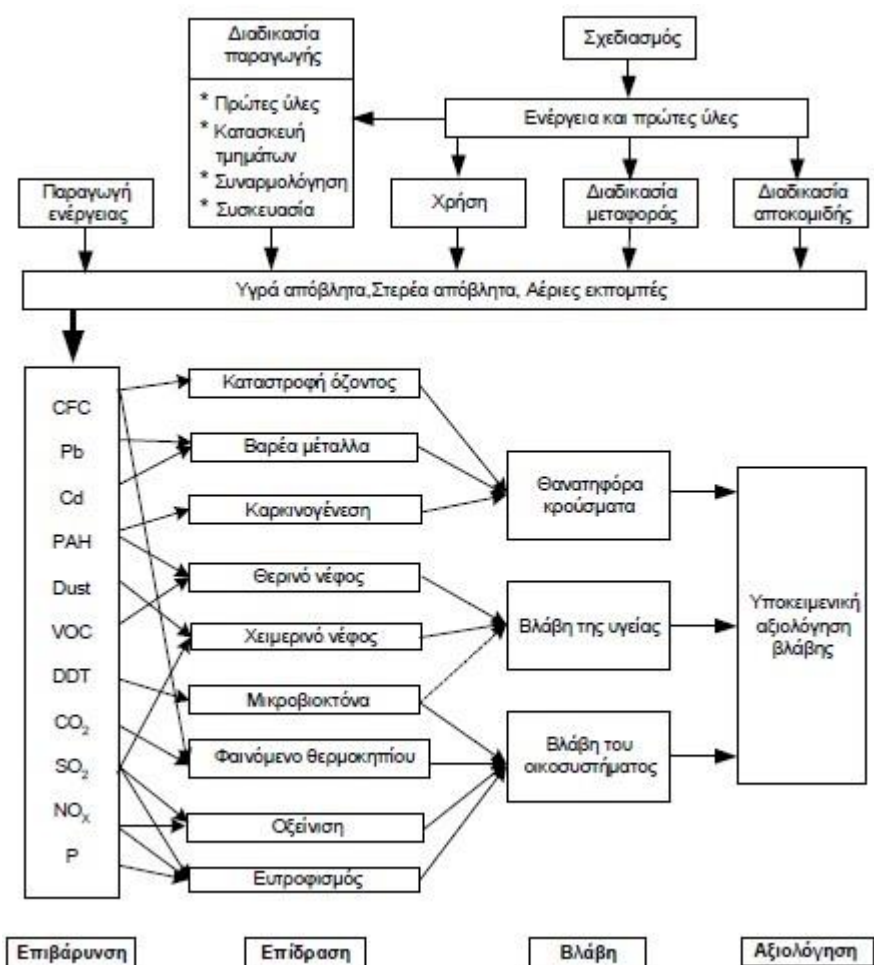 Διαδικασία
παραγωγής
Σχεδιασμός
* Πρώτες ύλες
* Κατασκευή
τμημάτων
* Συναρμολόγηση
* Συσκευασία
Ενέργεια και πρώτες ύλες
Παραγωγή
ενέργειας
Χρήση
Διαδικασία
μεταφοράς
Διαδικασία
αποκομιδής
Υγρά απόβλητα,Στερέα απόβλητα, Αέριες εκπομπές
CFC
Pb
Cd
PAH
Dust
VOC
DDT
CO₂
SO₂
NOₓ
P
Καταστροφή όζοντος
Βαρέα μέταλλα
Καρκινογένεση
Θερινό νέφος
Χειμερινό νέφος
Μικροβιοκτόνα
Φαινόμενο θερμοκηπίου
Οξείνιση
Ευτροφισμός
Θανατηφόρα
κρούσματα
Βλάβη της υγείας
Βλάβη του
οικοσυστήματος
Υποκειμενική
αξιολόγηση
βλάβης
Επιβάρυνση
Επίδραση
Βλάβη
Αξιολόγηση